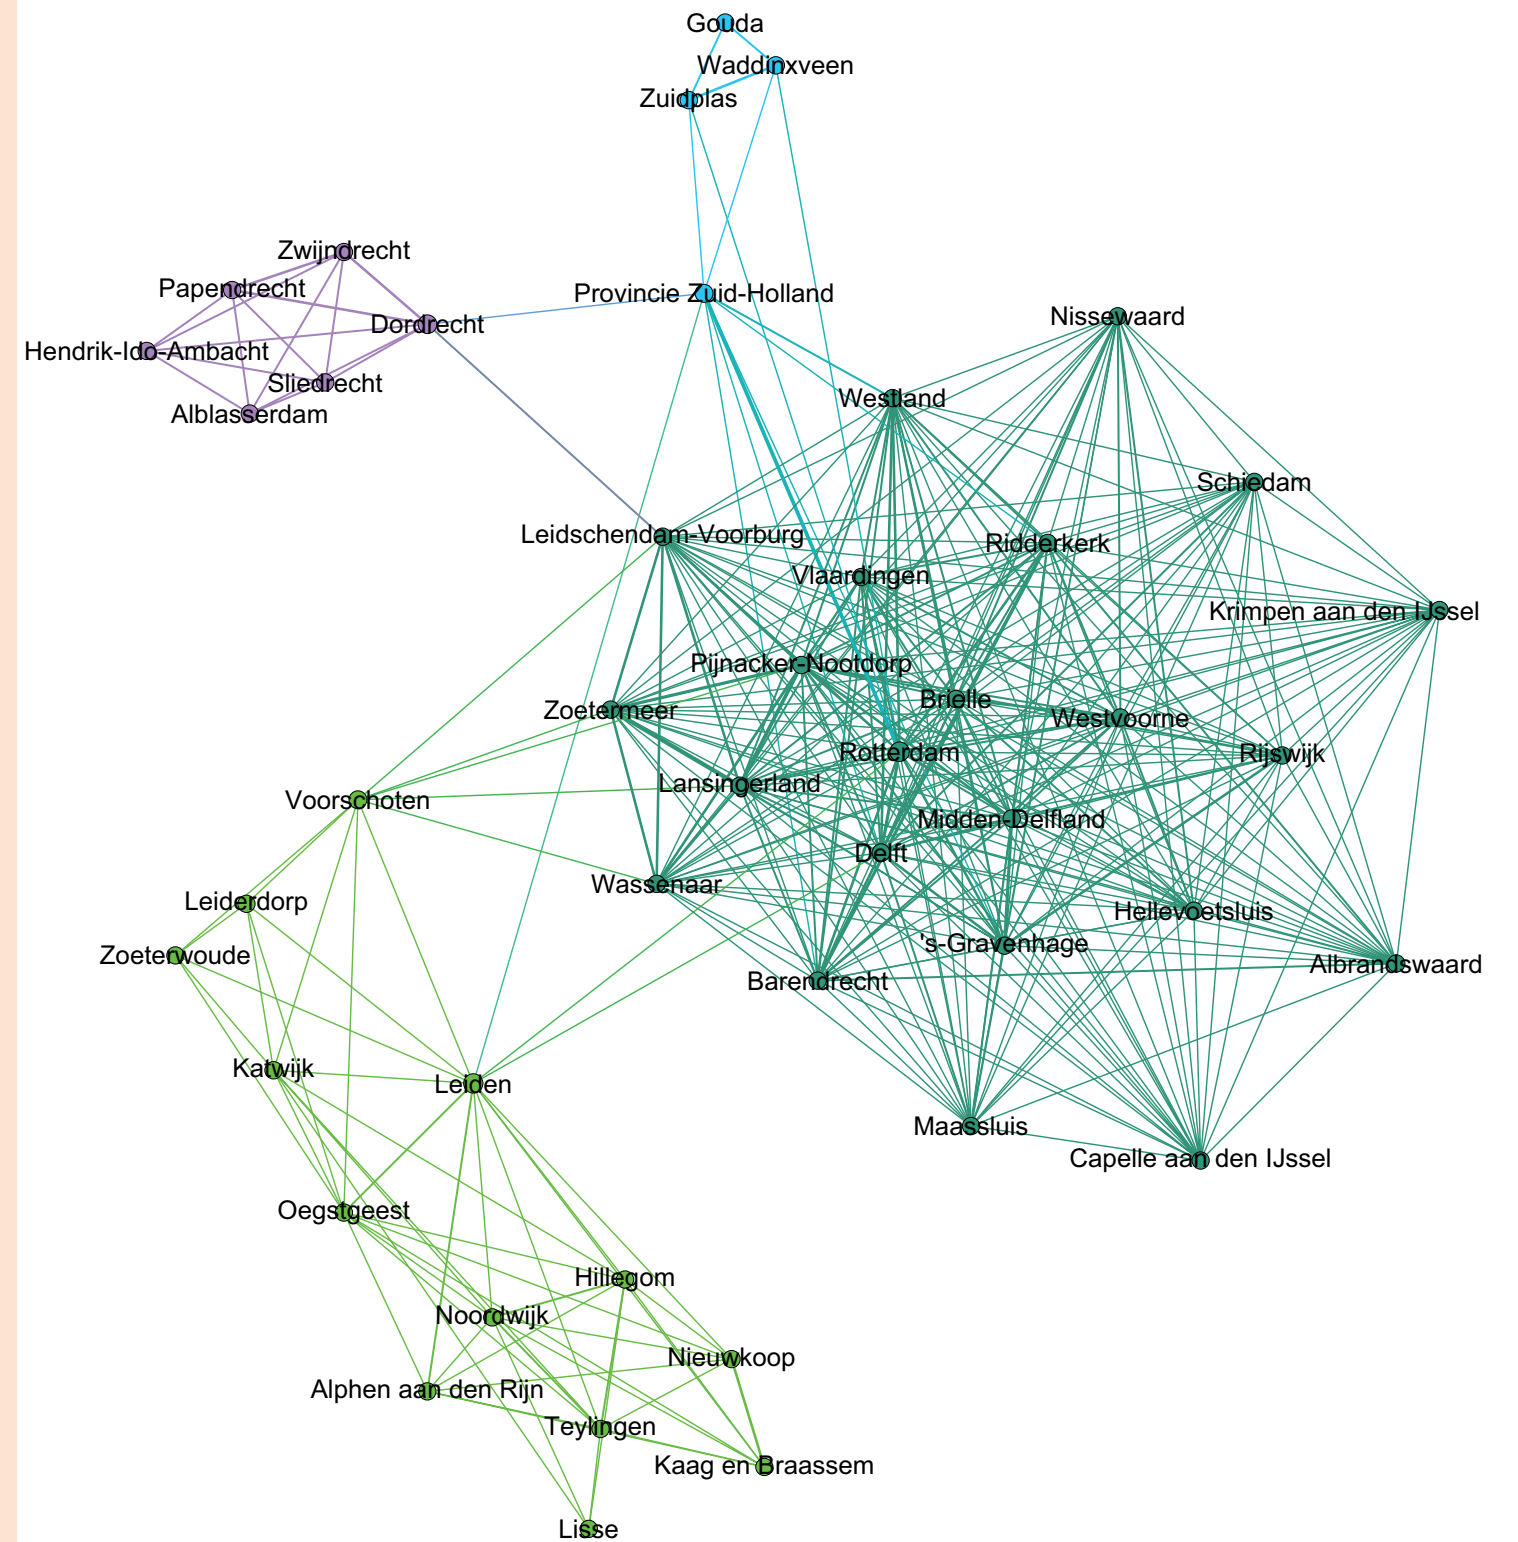 Gouda
Waddinxveen
Zuidplas
Zwijndrecht
Papendrecht
Provincie Zuid-Holland
Nissewaard
Dordrecht
Hendrik-Ido-Ambacht
Sliedrecht
Westland
Alblasserdam
Schiedam
Leidschendam-Voorburg
Ridderkerk
Vlaardingen
Krimpen aan den IJssel
Pijnacker-Nootdorp
Brielle
Zoetermeer
Westvoorne
Rotterdam
Rijswijk
Lansingerland
Voorschoten
Midden-Delfland
Delft
Wassenaar
Leiderdorp
Hellevoetsluis
's-Gravenhage
Zoeterwoude
Albrandswaard
Barendrecht
Katwijk
Leiden
Maassluis
Capelle aan den IJssel
Oegstgeest
Hillegom
Noordwijk
Nieuwkoop
Alphen aan den Rijn
Teylingen
Kaag en Braassem
Lisse